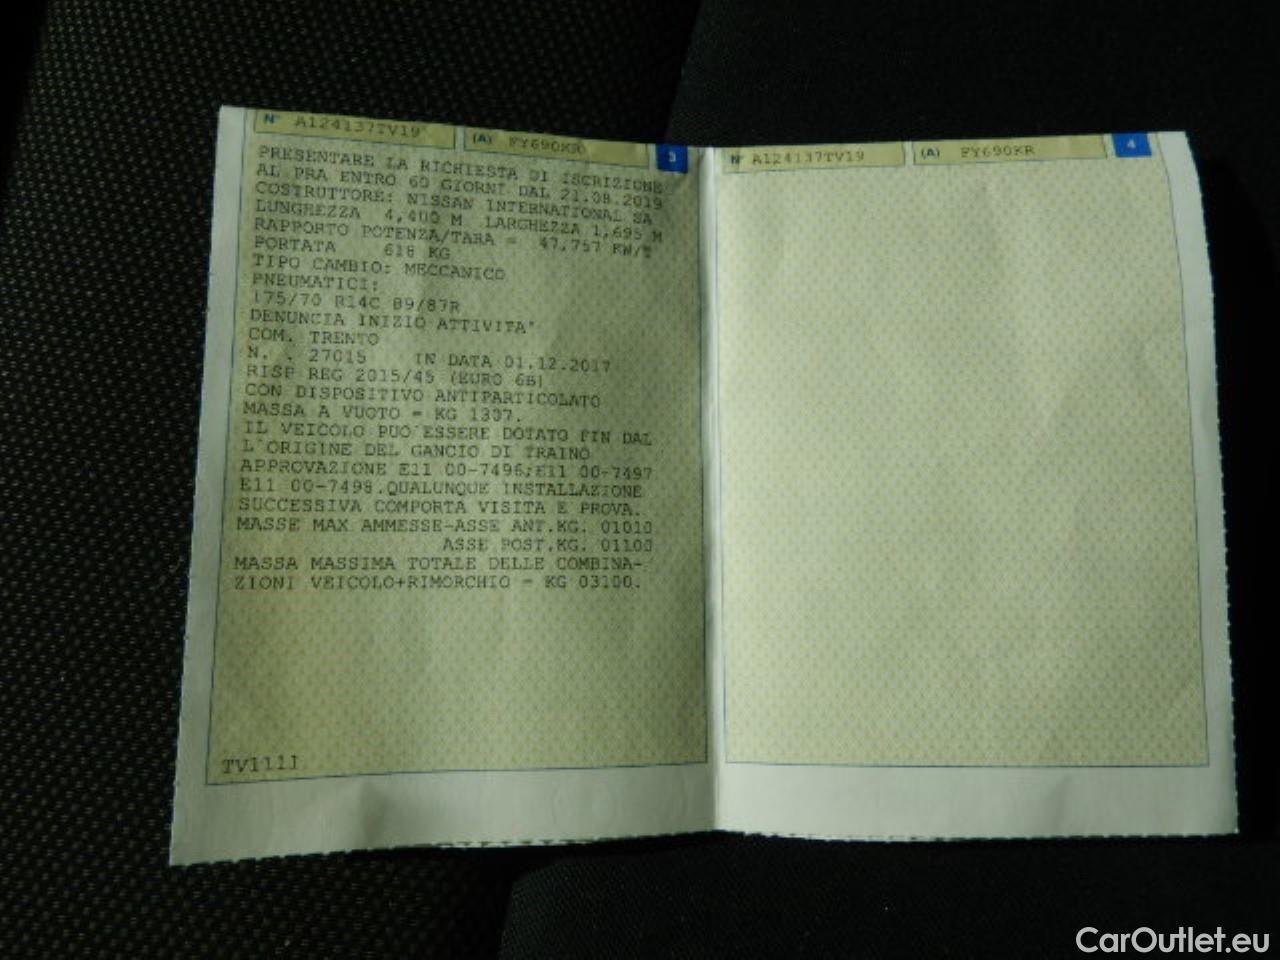 N° A124137TV19 (A) FY690KR 3
PRESENTARE LA RICHIESTA DI ISCRIZIONE
AL PRA ENTRO 60 GIORNI DAL 21.08.2019
COSTRUTTORE: NISSAN INTERNATIONAL SA
LUNGHEZZA 4,400 M LARGHEZZA 1,695 M
RAPPORTO POTENZA/TARA = 47,757 KW/T
PORTATA 618 KG
TIPO CAMBIO: MECCANICO
PNEUMATICI:
175/70 R14C 89/87R
DENUNCIA INIZIO ATTIVITA'
COM. TRENTO
N. . 27015 IN DATA 01.12.2017
RISP REG 2015/45 (EURO 6B)
CON DISPOSITIVO ANTIPARTICOLATO
MASSA A VUOTO = KG 1307.
IL VEICOLO PUO'ESSERE DOTATO FIN DAL
L'ORIGINE DEL GANCIO DI TRAINO
APPROVAZIONE E11 00-7496;E11 00-7497
E11 00-7498.QUALUNQUE INSTALLAZIONE
SUCCESSIVA COMPORTA VISITA E PROVA.
MASSE MAX AMMESSE-ASSE ANT.KG. 01010
ASSE POST.KG. 01100
MASSA MASSIMA TOTALE DELLE COMBINA-
ZIONI VEICOLO+RIMORCHIO = KG 03100.
TV1111
N° A124137TV19 (A) FY690KR 4
CarOutlet.eu